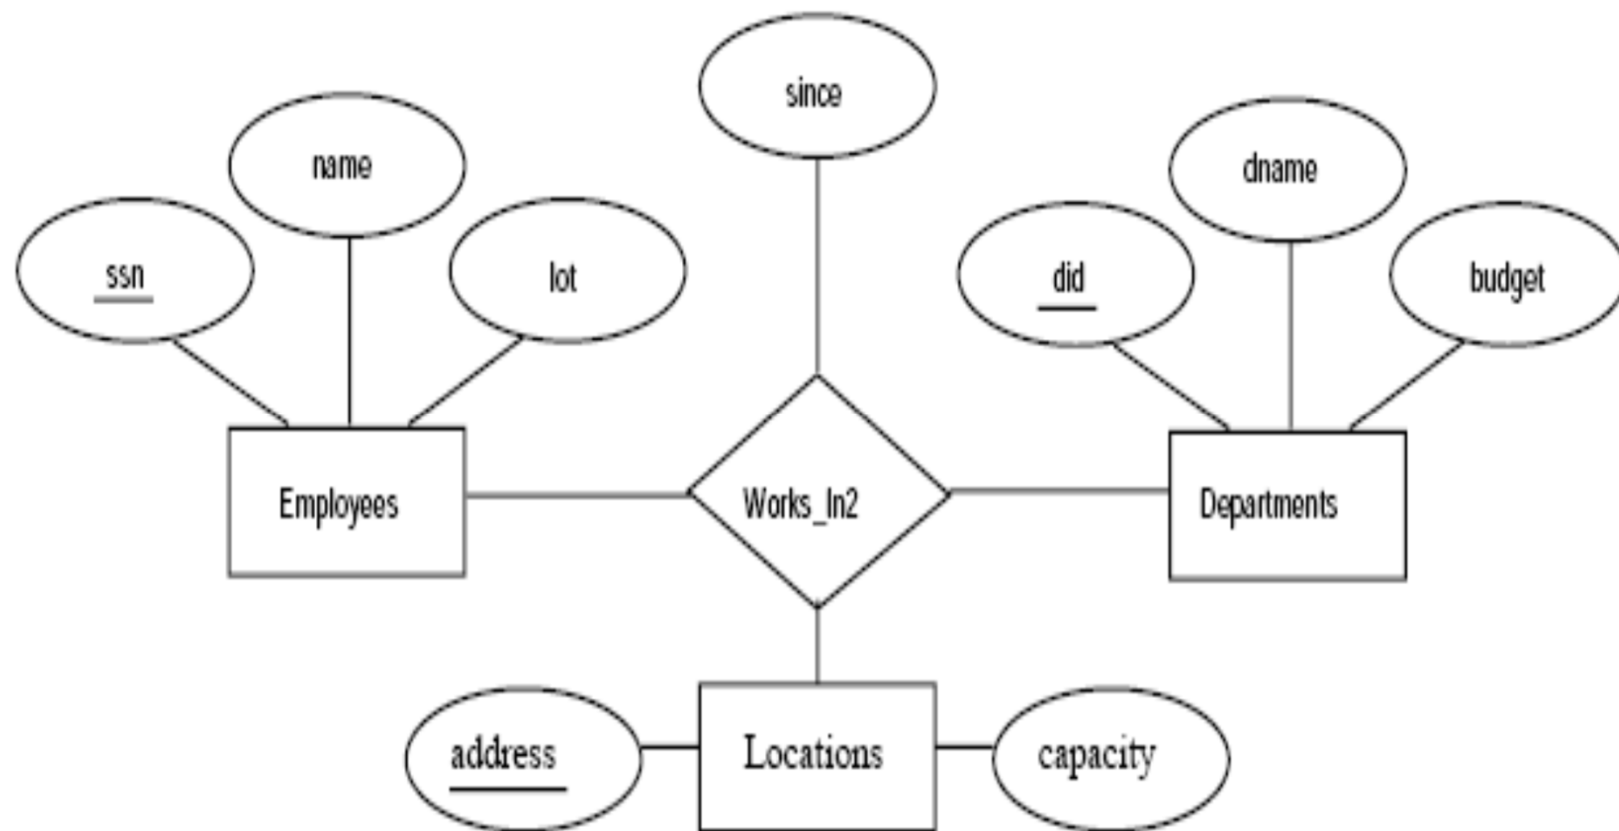 since
name
dname
ssn
lot
did
budget
Employees
Works_In2
Departments
address
Locations
capacity